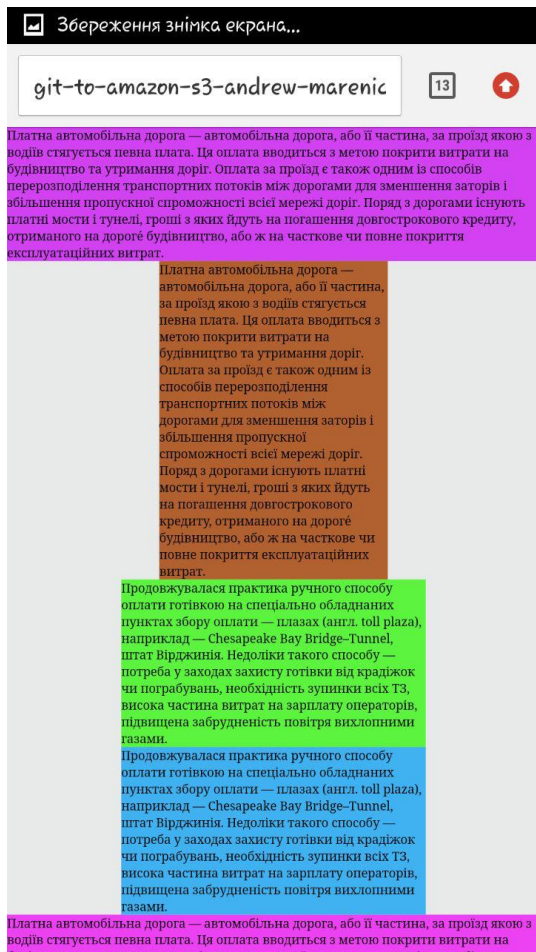 Збереження знімка екрана...
git-to-amazon-s3-andrew-marenic
13
Платна автомобільна дорога — автомобільна дорога, або її частина, за проїзд якою з
водіїв стягується певна плата. Ця оплата вводиться з метою покрити витрати на
будівництво та утримання доріг. Оплата за проїзд є також одним із способів
перерозподілення транспортних потоків між дорогами для зменшення заторів і
збільшення пропускної спроможності всієї мережі доріг. Поряд з дорогами існують
платні мости і тунелі, гроші з яких йдуть на погашення довгострокового кредиту,
отриманого на дорогé будівництво, або ж на часткове чи повне покриття
експлуатаційних витрат.
Платна автомобільна дорога —
автомобільна дорога, або її частина,
за проїзд якою з водіїв стягується
певна плата. Ця оплата вводиться з
метою покрити витрати на
будівництво та утримання доріг.
Оплата за проїзд є також одним із
способів перерозподілення
транспортних потоків між
дорогами для зменшення заторів і
збільшення пропускної
спроможності всієї мережі доріг.
Поряд з дорогами існують платні
мости і тунелі, гроші з яких йдуть
на погашення довгострокового
кредиту, отриманого на дорогé
будівництво, або ж на часткове чи
повне покриття експлуатаційних
витрат.
Продовжувалася практика ручного способу
оплати готівкою на спеціально обладнаних
пунктах збору оплати — плазах (англ. toll plaza),
наприклад — Chesapeake Bay Bridge–Tunnel,
штат Вірджинія. Недоліки такого способу —
потреба у заходах захисту готівки від крадіжок
чи пограбувань, необхідність зупинки всіх ТЗ,
висока частина витрат на зарплату операторів,
підвищена забрудненість повітря вихлопними
газами.
Продовжувалася практика ручного способу
оплати готівкою на спеціально обладнаних
пунктах збору оплати — плазах (англ. toll plaza),
наприклад — Chesapeake Bay Bridge–Tunnel,
штат Вірджинія. Недоліки такого способу —
потреба у заходах захисту готівки від крадіжок
чи пограбувань, необхідність зупинки всіх ТЗ,
висока частина витрат на зарплату операторів,
підвищена забрудненість повітря вихлопними
газами.
Платна автомобільна дорога — автомобільна дорога, або її частина, за проїзд якою з
водіїв стягується певна плата. Ця оплата вводиться з метою покрити витрати на